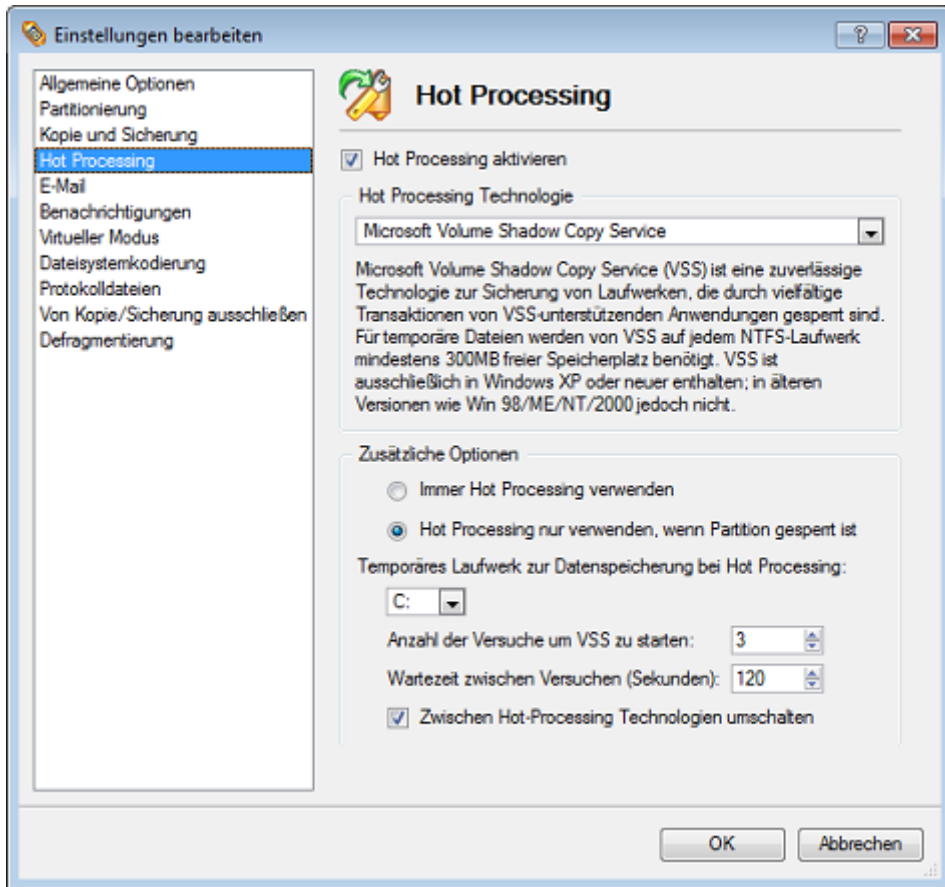 Einstellungen bearbeiten
Allgemeine Optionen
Partitionierung
Kopie und Sicherung
Hot Processing
E-Mail
Benachrichtigungen
Virtueller Modus
Dateisystemkodierung
Protokolldateien
Von Kopie/Sicherung ausschließen
Defragmentierung
Hot Processing
Hot Processing aktivieren
Hot Processing Technologie
Microsoft Volume Shadow Copy Service
Microsoft Volume Shadow Copy Service (VSS) ist eine zuverlässige
Technologie zur Sicherung von Laufwerken, die durch vielfältige
Transaktionen von VSS-unterstützenden Anwendungen gesperrt sind.
Für temporäre Dateien werden von VSS auf jedem NTFS-Laufwerk
mindestens 300MB freier Speicherplatz benötigt. VSS ist
ausschließlich in Windows XP oder neuer enthalten; in älteren
Versionen wie Win 98/ME/NT/2000 jedoch nicht.
Zusätzliche Optionen
Immer Hot Processing verwenden
Hot Processing nur verwenden, wenn Partition gesperrt ist
Temporäres Laufwerk zur Datenspeicherung bei Hot Processing:
C:
Anzahl der Versuche um VSS zu starten: 3
Wartezeit zwischen Versuchen (Sekunden): 120
Zwischen Hot-Processing Technologien umschalten
OK Abbrechen